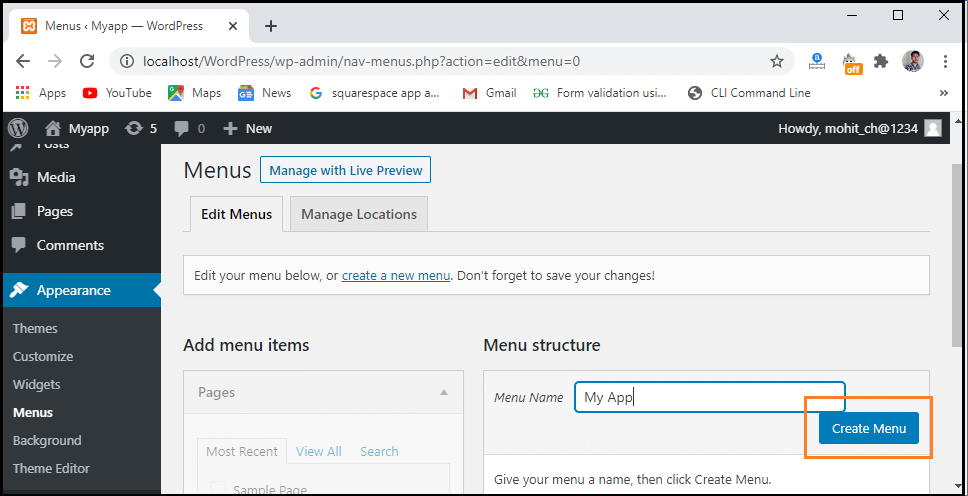 Menus ‹ Myapp — WordPress
localhost/WordPress/wp-admin/nav-menus.php?action=edit&menu=0
off
Apps YouTube Maps News squarespace app a... Gmail Form validation usi... CLI Command Line »
Myapp 5 0 New Howdy, mohit_ch@1234
Posts
Media
Pages
Comments
Appearance
Themes
Customize
Widgets
Menus
Background
Theme Editor
Menus Manage with Live Preview
Edit Menus Manage Locations
Edit your menu below, or create a new menu. Don't forget to save your changes!
Add menu items
Pages
Most Recent View All Search
Sample Page
Menu structure
Menu Name My App
Create Menu
Give your menu a name, then click Create Menu.